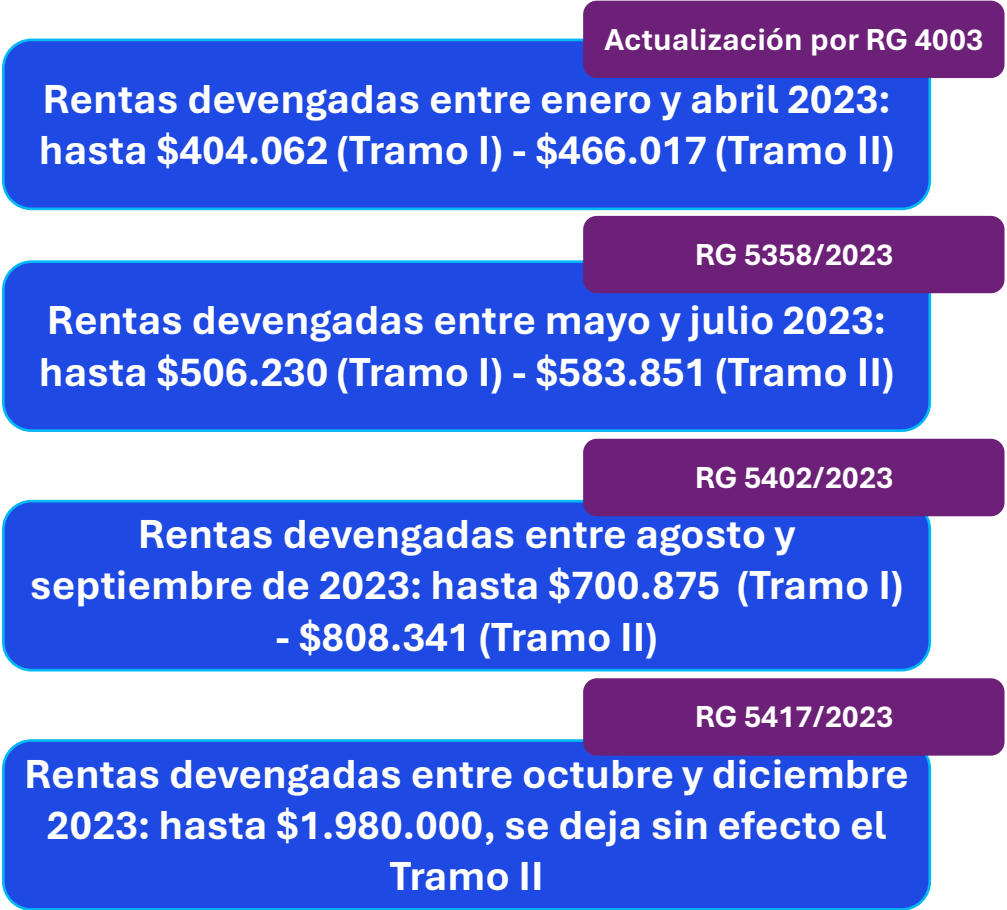 Actualización por RG 4003
Rentas devengadas entre enero y abril 2023:
hasta $404.062 (Tramo I) - $466.017 (Tramo II)
RG 5358/2023
Rentas devengadas entre mayo y julio 2023:
hasta $506.230 (Tramo I) - $583.851 (Tramo II)
RG 5402/2023
Rentas devengadas entre agosto y
septiembre de 2023: hasta $700.875 (Tramo I)
- $808.341 (Tramo II)
RG 5417/2023
Rentas devengadas entre octubre y diciembre
2023: hasta $1.980.000, se deja sin efecto el
Tramo II